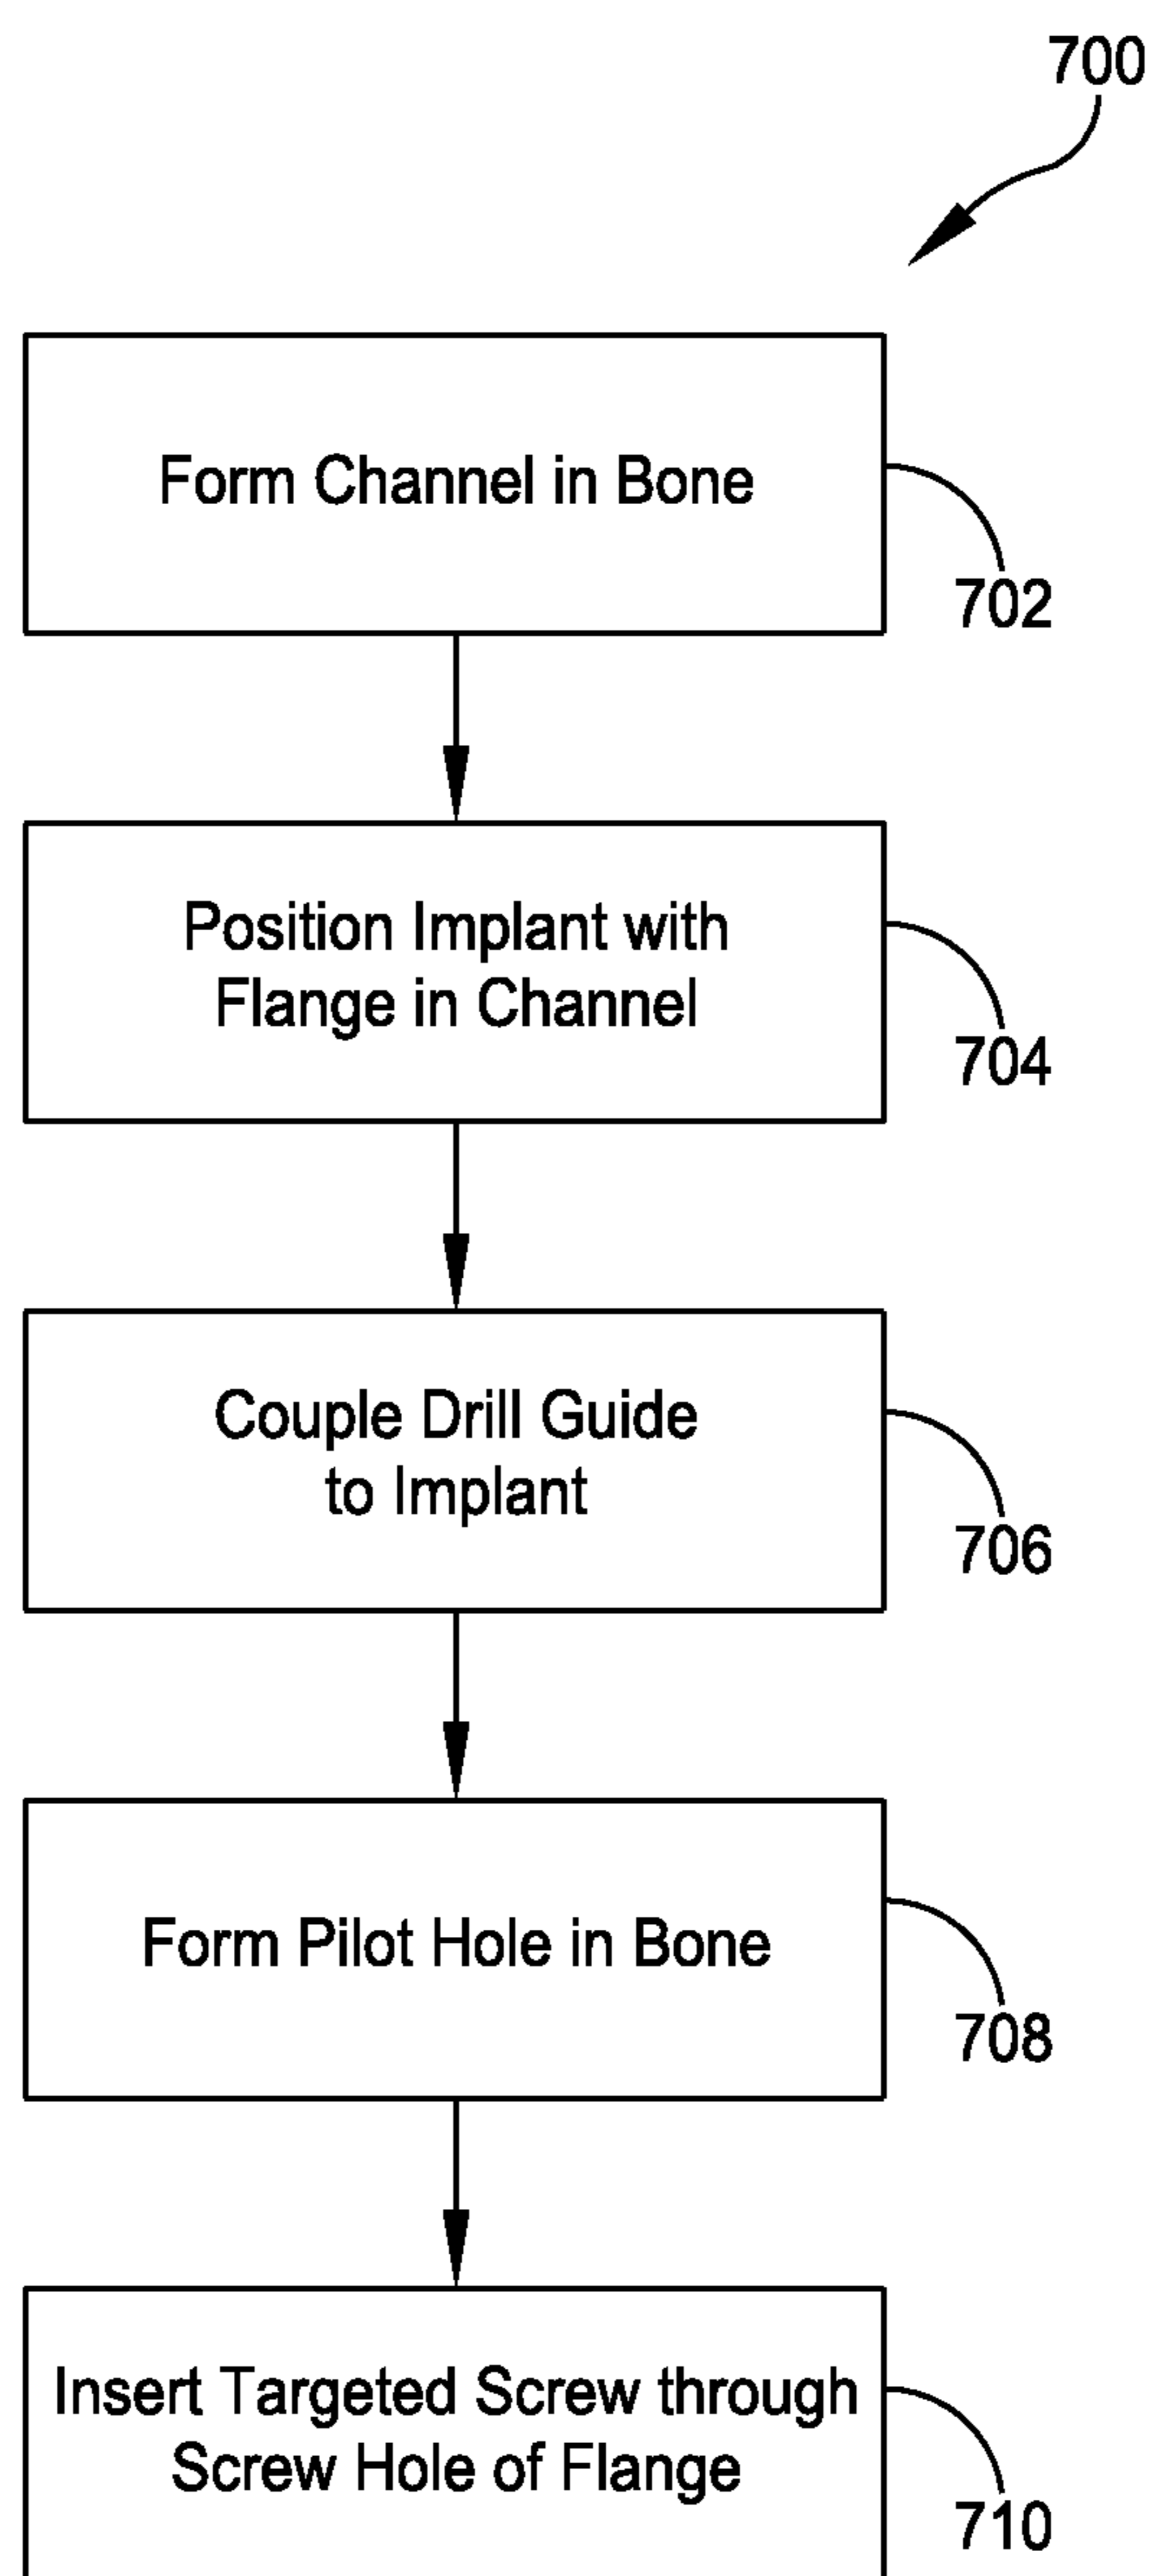 700
Form Channel in Bone
702
Position Implant with
Flange in Channel
704
Couple Drill Guide
to Implant
706
Form Pilot Hole in Bone
708
Insert Targeted Screw through
Screw Hole of Flange
710